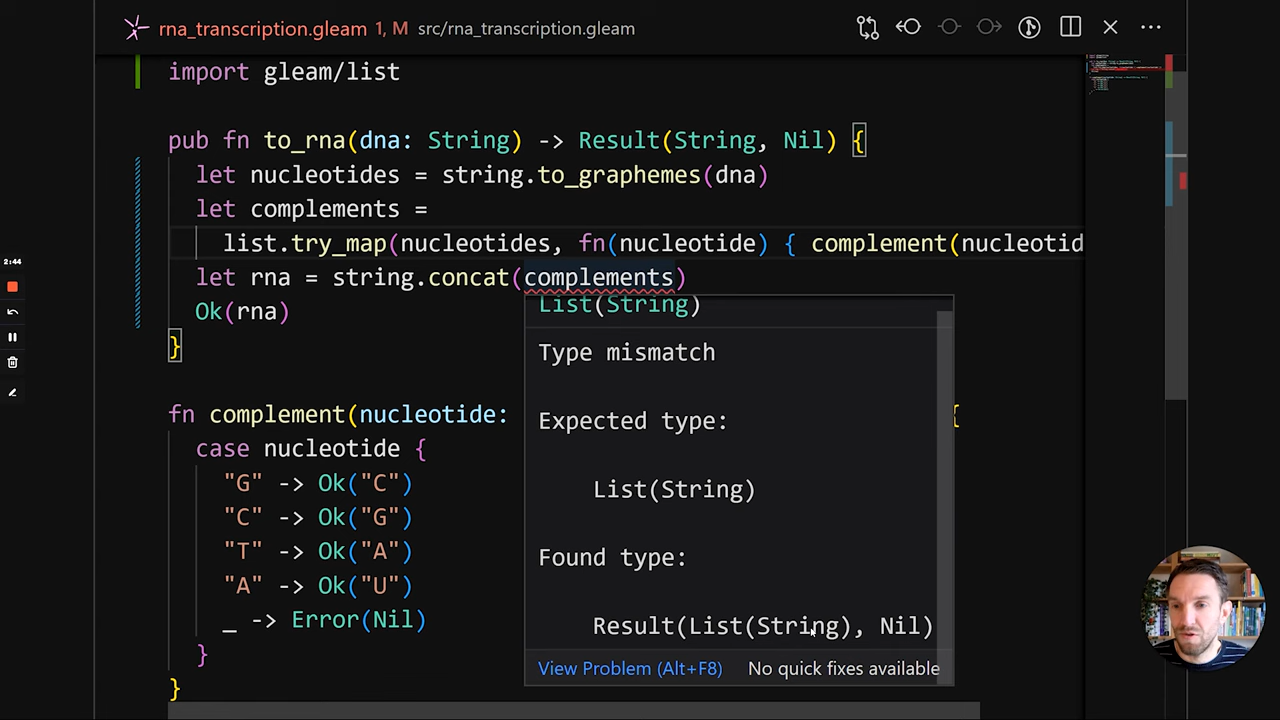 rna_transcription.gleam 1, M src/rna_transcription.gleam
import gleam/list
pub fn to_rna(dna: String) -> Result(String, Nil) {
let nucleotides = string.to_graphemes(dna)
let complements =
list.try_map(nucleotides, fn(nucleotide) { complement(nucleotid
2:44
let rna = string.concat(complements)
Ok(rna)
}
List(String)
Type mismatch
Expected type:
List(String)
Found type:
Result(List(String), Nil)
View Problem (Alt+F8) No quick fixes available
fn complement(nucleotide: {
case nucleotide {
"G" -> Ok("C")
"C" -> Ok("G")
"T" -> Ok("A")
"A" -> Ok("U")
_ -> Error(Nil)
}
}